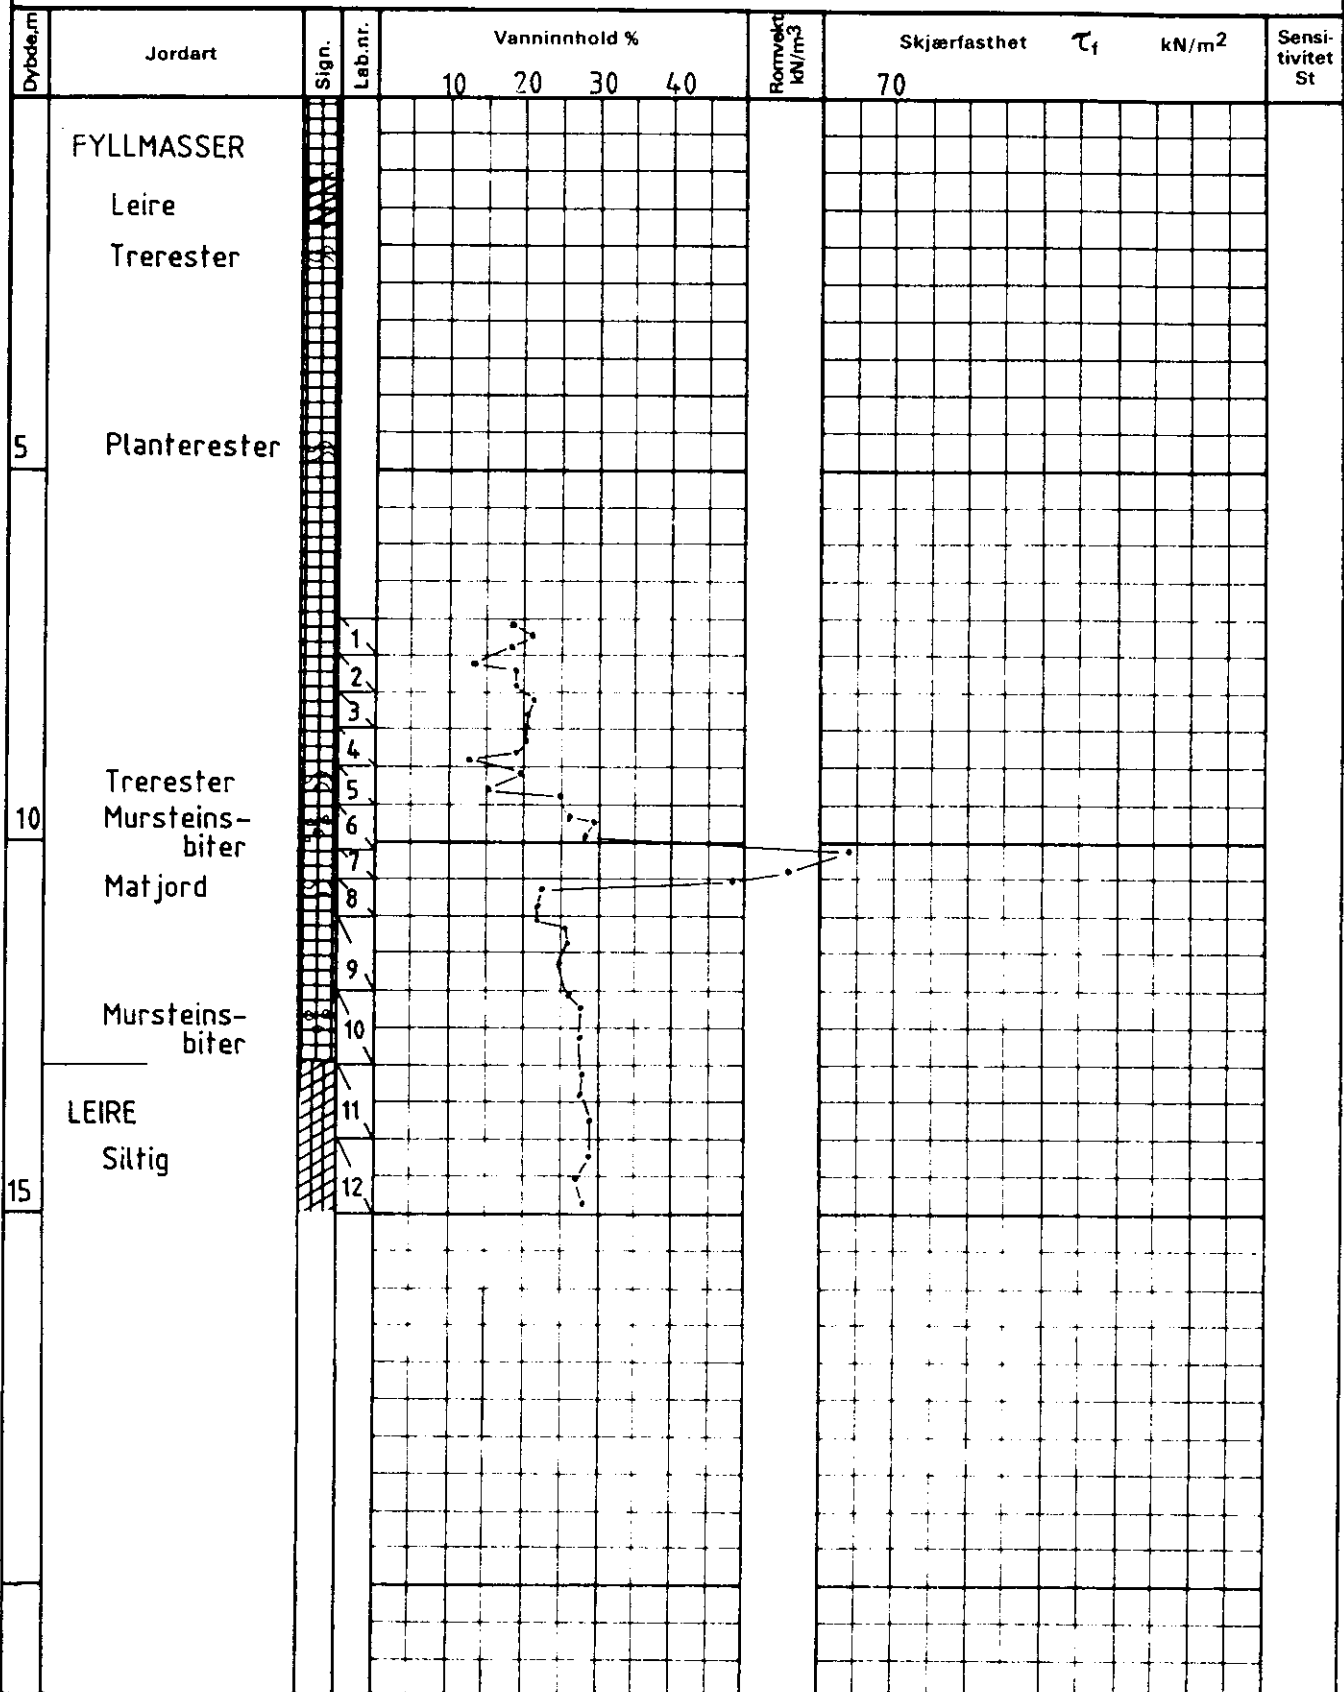 Dybde,m
Jordart
Sign.
Lab.nr.
Vanninnhold %
10 20 30 40
Romvekt
kN/m3
Skjærfasthet τf kN/m2
70
Sensi-
tivitet
St
FYLLMASSER
Leire
Trerester
5
Planterester
1
2
3
4
Trerester
5
10
Mursteins-
biter
6
7
Matjord
8
9
Mursteins-
biter
10
LEIRE
11
Siltig
15
12